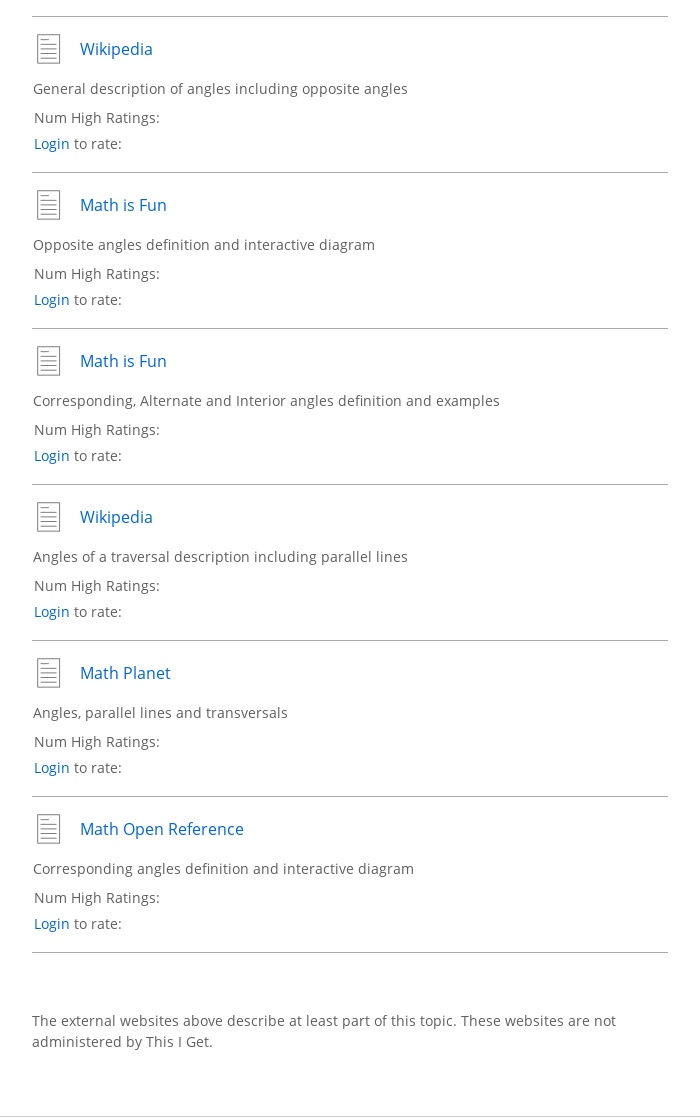 Wikipedia
General description of angles including opposite angles
Num High Ratings:
Login to rate:
Math is Fun
Opposite angles definition and interactive diagram
Num High Ratings:
Login to rate:
Math is Fun
Corresponding, Alternate and Interior angles definition and examples
Num High Ratings:
Login to rate:
Wikipedia
Angles of a traversal description including parallel lines
Num High Ratings:
Login to rate:
Math Planet
Angles, parallel lines and transversals
Num High Ratings:
Login to rate:
Math Open Reference
Corresponding angles definition and interactive diagram
Num High Ratings:
Login to rate:
The external websites above describe at least part of this topic. These websites are not
administered by This I Get.